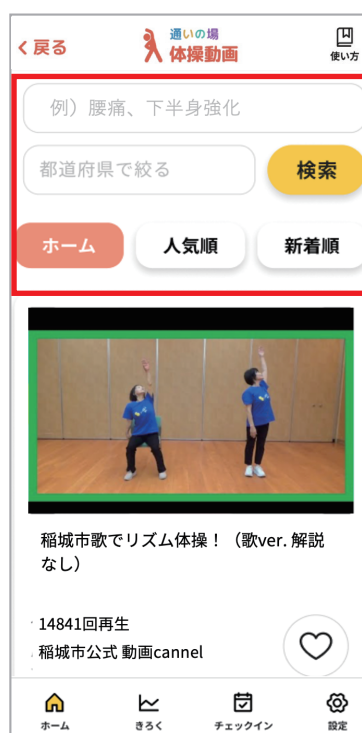 戻る
通いの場
体操動画
使い方
例）腰痛、下半身強化
都道府県で絞る
検索
ホーム
人気順
新着順
稲城市歌でリズム体操！（歌ver. 解説
なし）
14841回再生
稲城市公式 動画cannel
ホーム
きろく
チェックイン
設定